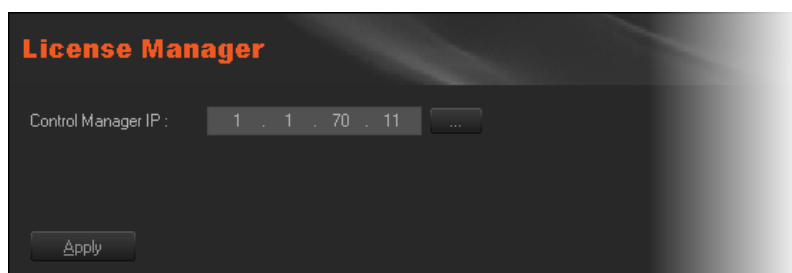 License Manager
Control Manager IP : 1 . 1 . 70 . 11 ...
Apply